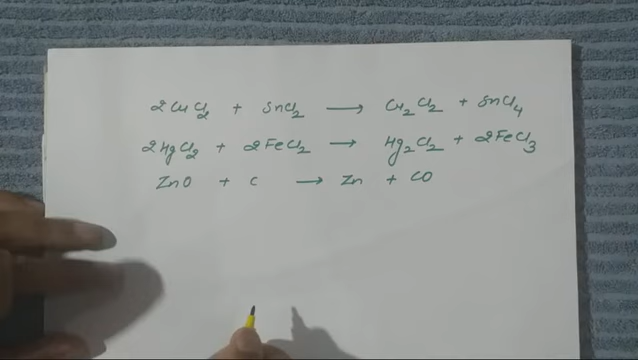 2CuCl₂ + SnCl₂ → Cu₂Cl₂ + SnCl₄
2HgCl₂ + 2FeCl₂ → Hg₂Cl₂ + 2FeCl₃
ZnO + C → Zn + CO